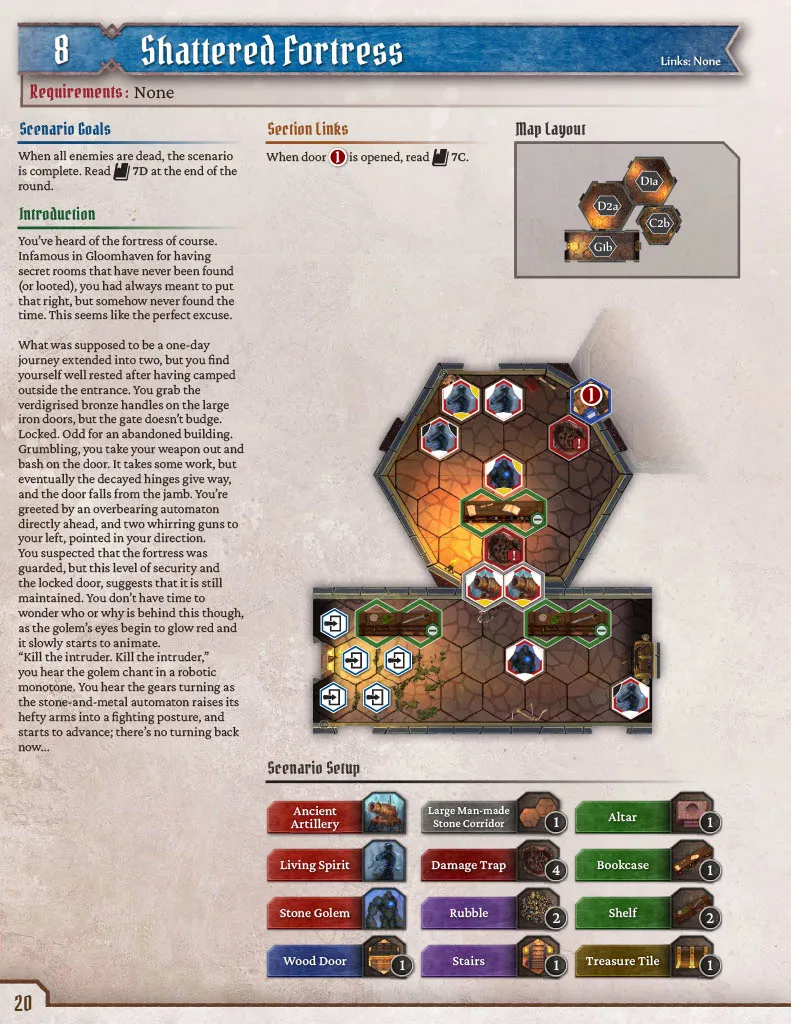 8
Shattered Fortress
Links: None
Requirements: None
Scenario Goals
When all enemies are dead, the scenario
is complete. Read 7D at the end of the
round.
Introduction
You've heard of the fortress of course.
Infamous in Gloomhaven for having
secret rooms that have never been found
(or looted), you had always meant to put
that right, but somehow never found the
time. This seems like the perfect excuse.
What was supposed to be a one-day
journey extended into two, but you find
yourself well rested after having camped
outside the entrance. You grab the
verdigrised bronze handles on the large
iron doors, but the gate doesn't budge.
Locked. Odd for an abandoned building.
Grumbling, you take your weapon out and
bash on the door. It takes some work, but
eventually the decayed hinges give way,
and the door falls from the jamb. You're
greeted by an overbearing automaton
directly ahead, and two whirring guns to
your left, pointed in your direction.
You suspected that the fortress was
guarded, but this level of security and
the locked door, suggests that it is still
maintained. You don't have time to
wonder who or why is behind this though,
as the golem's eyes begin to glow red and
it slowly starts to animate.
"Kill the intruder. Kill the intruder,"
you hear the golem chant in a robotic
monotone. You hear the gears turning as
the stone-and-metal automaton raises its
hefty arms into a fighting posture, and
starts to advance; there's no turning back
now...
Section Links
When door 1 is opened, read 7C.
Map Layout
D1a
D2a
C2b
G1b
1
!
!
Scenario Setup
Ancient
Artillery
Large Man-made
Stone Corridor
1
Altar
1
Living Spirit
Damage Trap
4
Bookcase
1
Stone Golem
Rubble
2
Shelf
2
Wood Door
1
Stairs
1
Treasure Tile
1
20